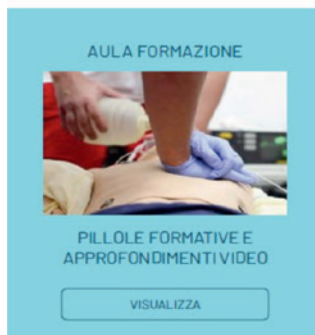 AULA FORMAZIONE
PILLOLE FORMATIVE E
APPROFONDIMENTI VIDEO
VISUALIZZA